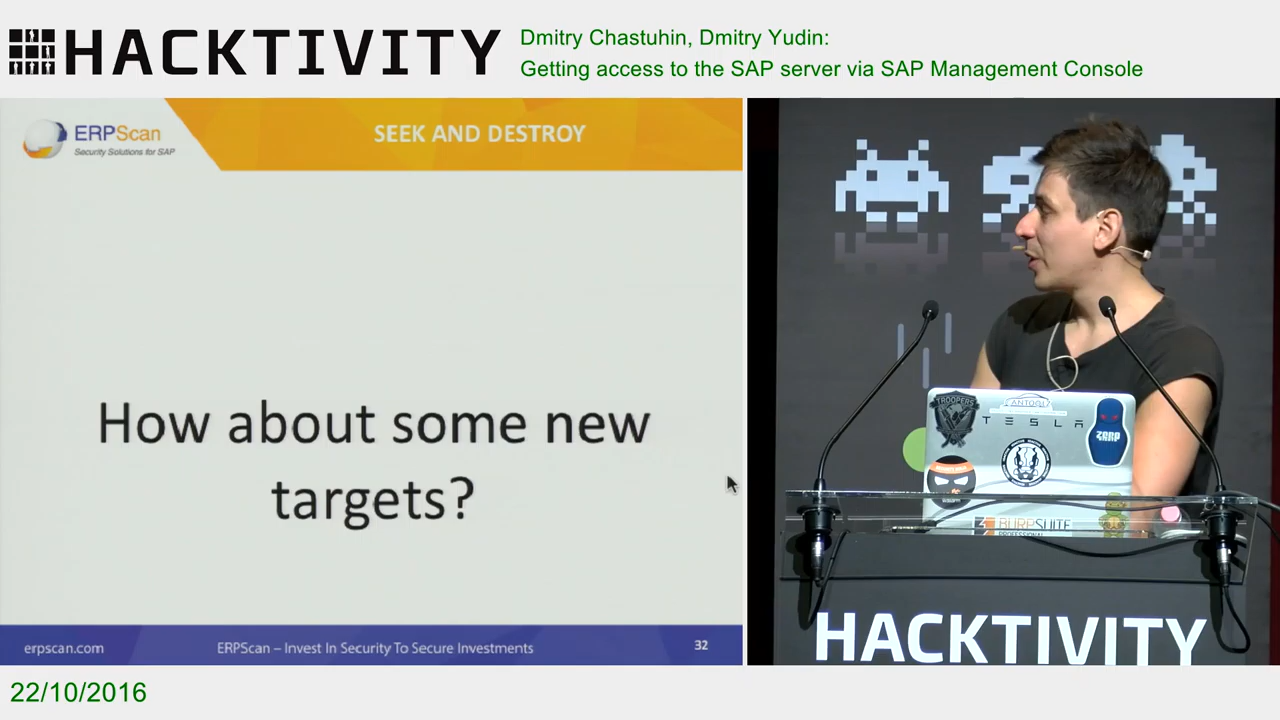 HACKTIVITY
Dmitry Chastuhin, Dmitry Yudin:
Getting access to the SAP server via SAP Management Console
ERPScan
Security Solutions for SAP
SEEK AND DESTROY
How about some new
targets?
erpscan.com
ERPScan – Invest In Security To Secure Investments
32
TROOPERS
TESLA
ZERO
BURPSUITE
PROFESSIONAL
HACKTIVITY
22/10/2016